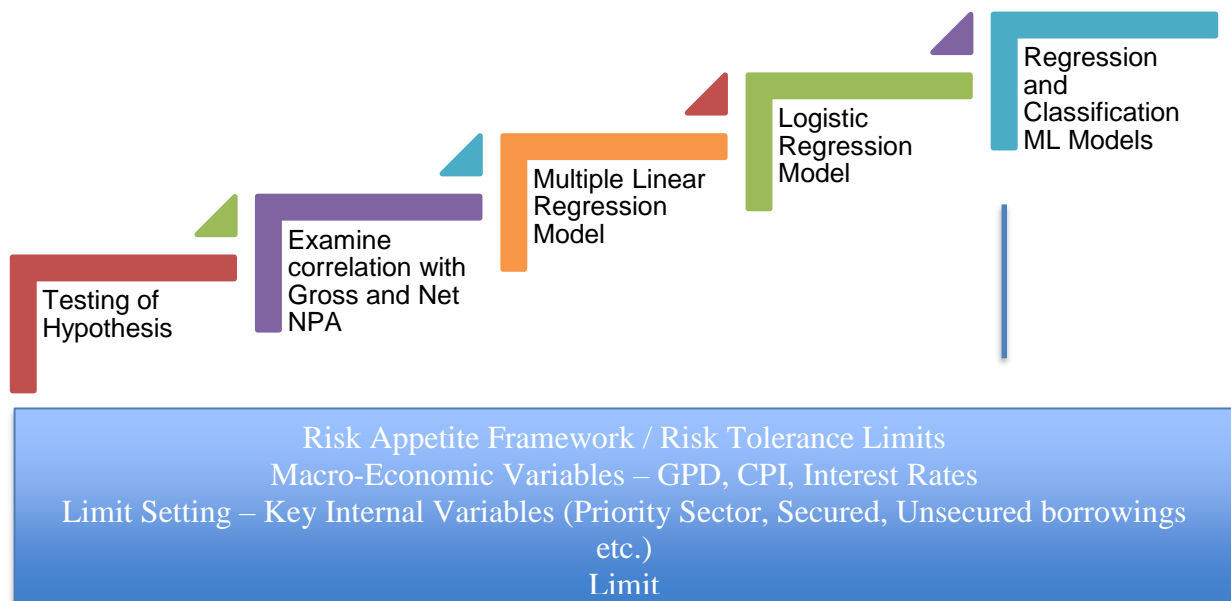 Testing of
Hypothesis
Examine
correlation with
Gross and Net
NPA
Multiple Linear
Regression
Model
Logistic
Regression
Model
Regression
and
Classification
ML Models
Risk Appetite Framework / Risk Tolerance Limits
Macro-Economic Variables – GPD, CPI, Interest Rates
Limit Setting – Key Internal Variables (Priority Sector, Secured, Unsecured borrowings
etc.)
Limit